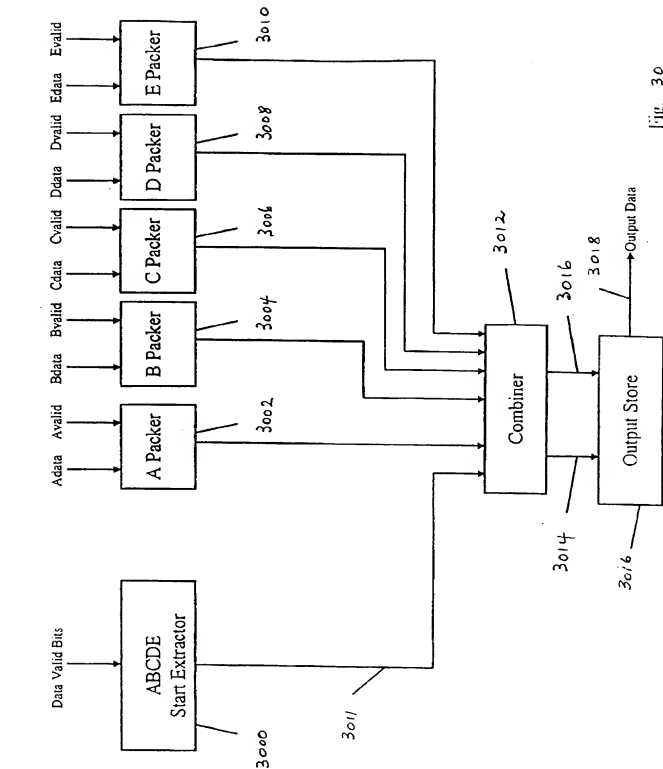 Data Valid Bits
ABCDE
Start Extractor
3000
3011
Adata
Avalid
A Packer
3002
Bdata
Bvalid
B Packer
3004
Cdata
Cvalid
C Packer
3006
Ddata
Dvalid
D Packer
3008
Edata
Evalid
E Packer
3010
Combiner
3012
3014
3016
Output Store
3016
3018
Output Data
Fig. 30